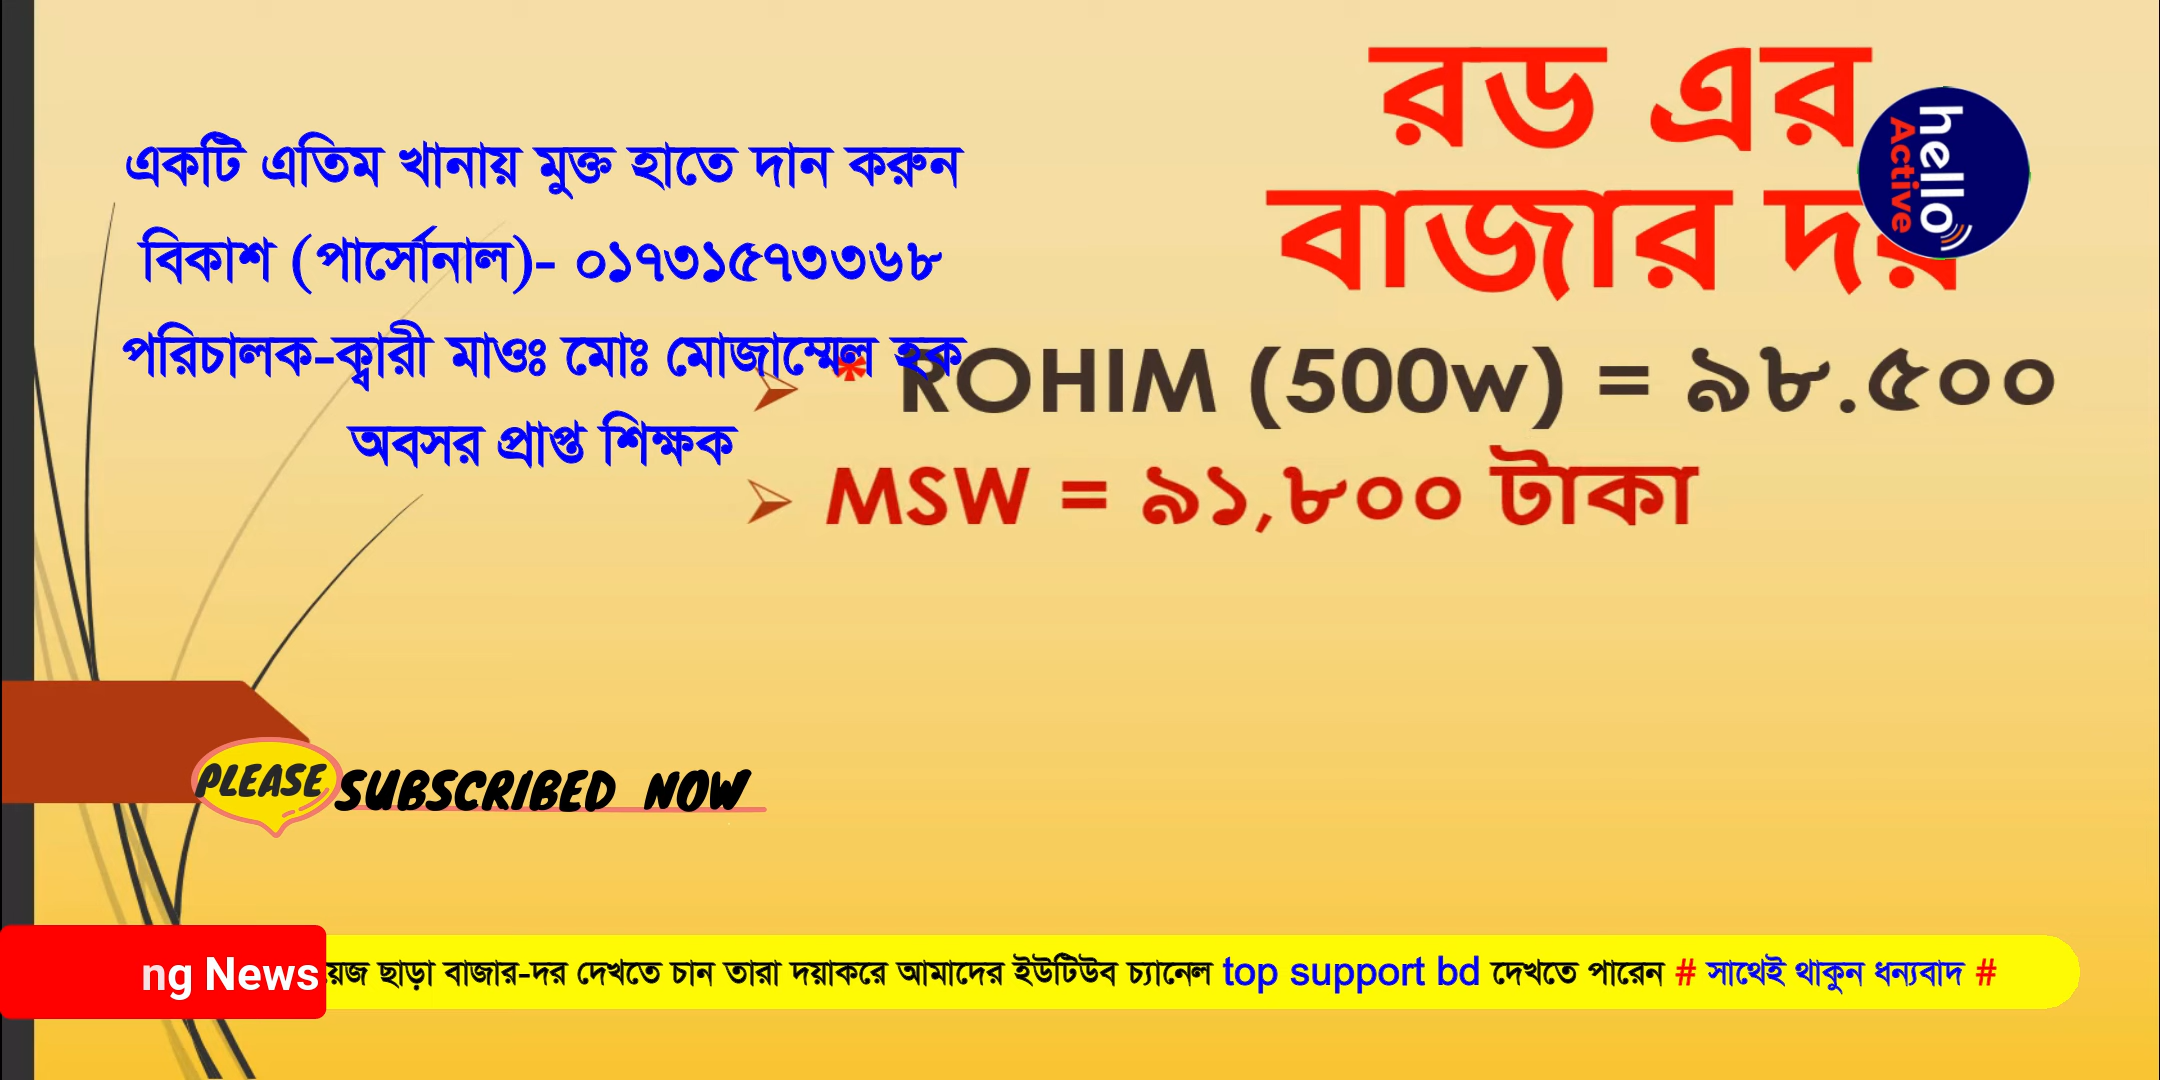 রড এর
বাজার দর
hello
Active
একটি এতিম খানায় মুক্ত হাতে দান করুন
বিকাশ (পার্সোনাল)- ০১৭৩১৫৭৩৩৬৮
পরিচালক-ক্বারী মাওঃ মোঃ মোজাম্মেল হক
অবসর প্রাপ্ত শিক্ষক
* ROHIM (500w) = ৯৮.৫০০
MSW = ৯১,৮০০ টাকা
PLEASE SUBSCRIBED NOW
ng News
য়েজ ছাড়া বাজার-দর দেখতে চান তারা দয়াকরে আমাদের ইউটিউব চ্যানেল top support bd দেখতে পারেন # সাথেই থাকুন ধন্যবাদ #